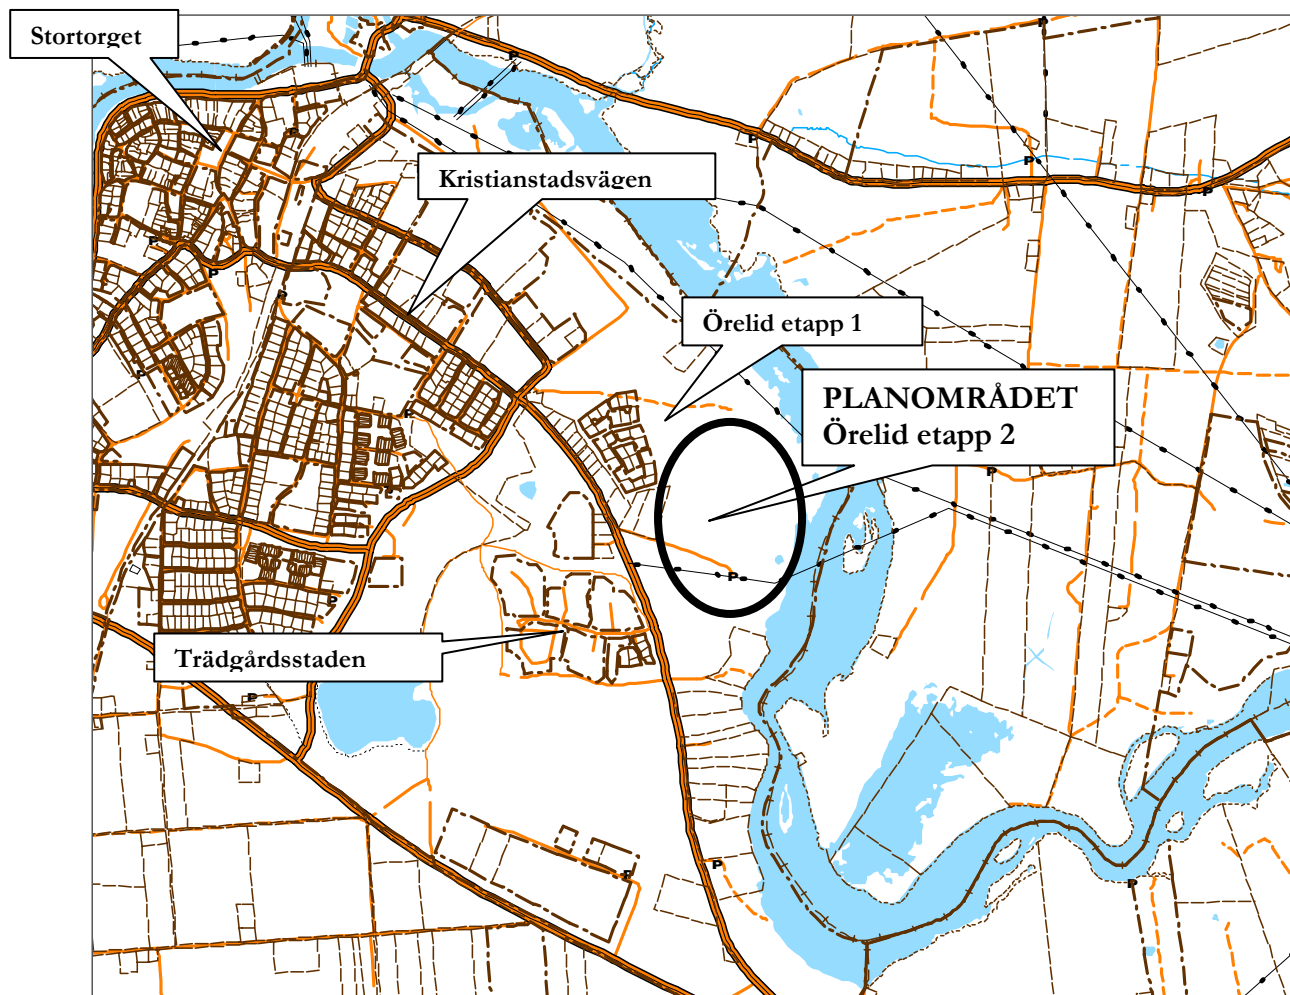 Stortorget
Kristianstadsvägen
Örelid etapp 1
PLANOMRÅDET
Örelid etapp 2
Trädgårdsstaden